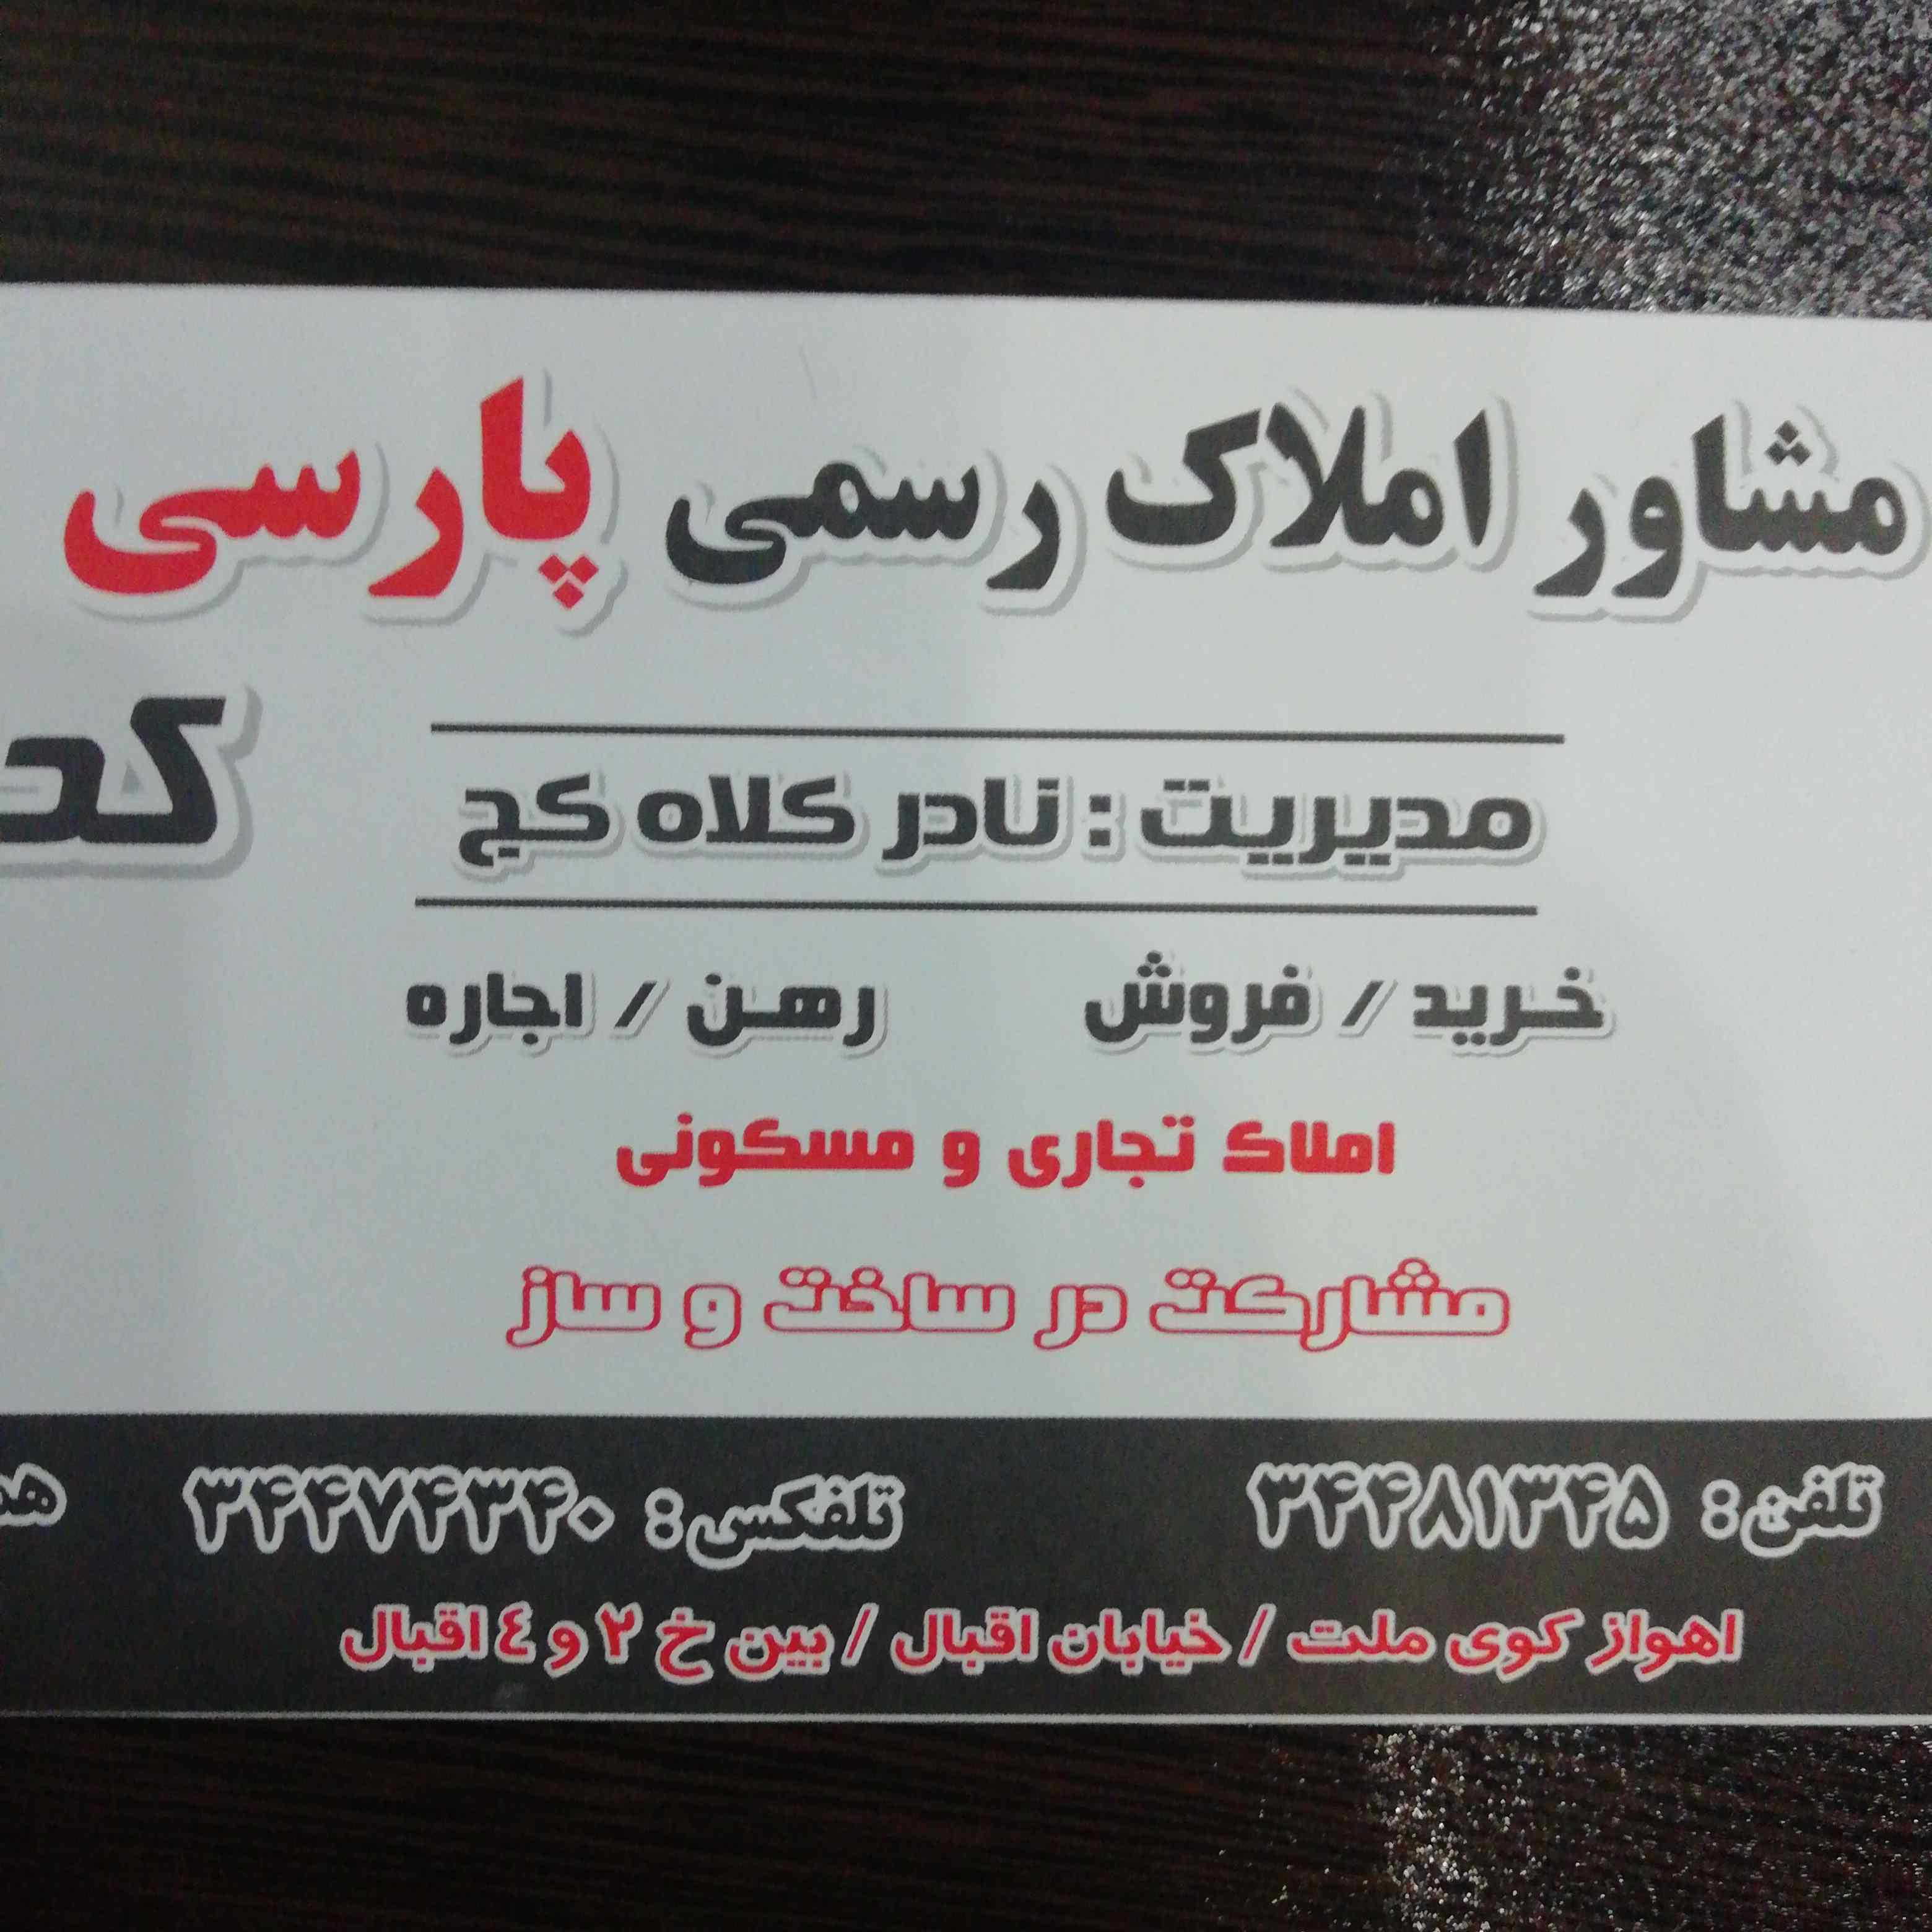 مشاور املاک رسمی پارسی
کد
مدیریت : نادر کلاه کج
خرید / فروش رهن / اجاره
املاک تجاری و مسکونی
مشارکت در ساخت و ساز
تلفن: ۳۴۴۸۱۳۴۵ تلفکس: ۳۴۴۷۴۳۴۰
اهواز کوی ملت / خیابان اقبال / بین خ ۲ و ٤ اقبال